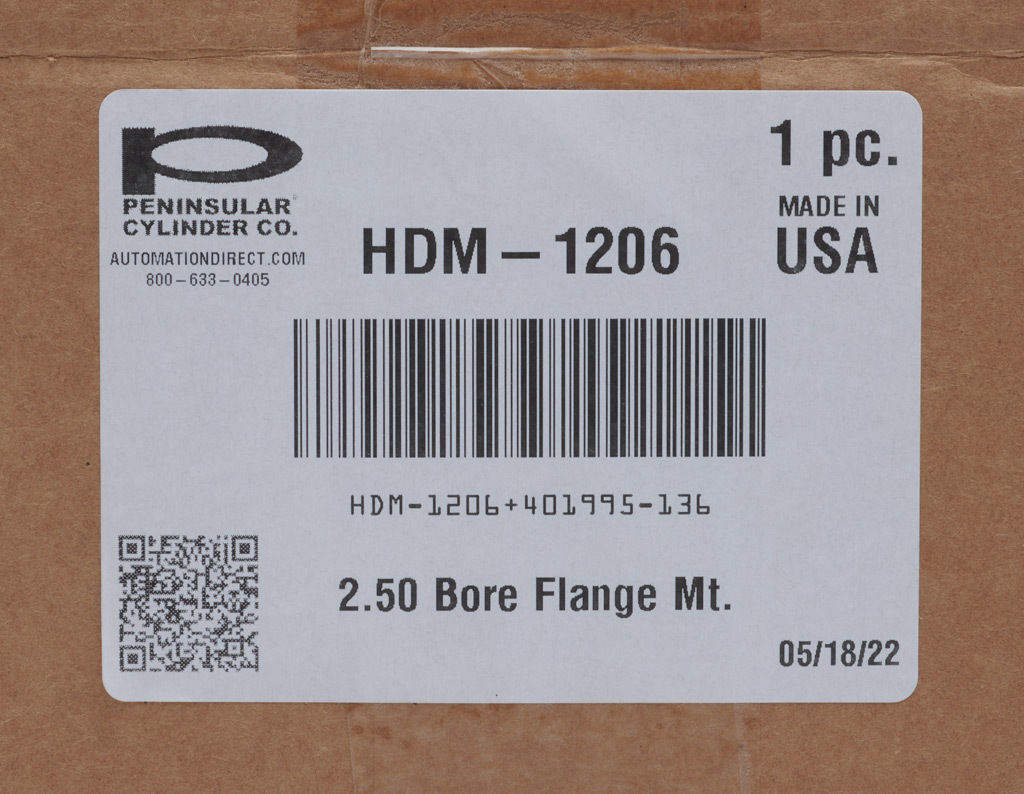 PENINSULAR
CYLINDER CO.
AUTOMATIONDIRECT.COM
800-633-0405
1 pc.
MADE IN
USA
HDM-1206
HDM-1206+401995-136
2.50 Bore Flange Mt.
05/18/22